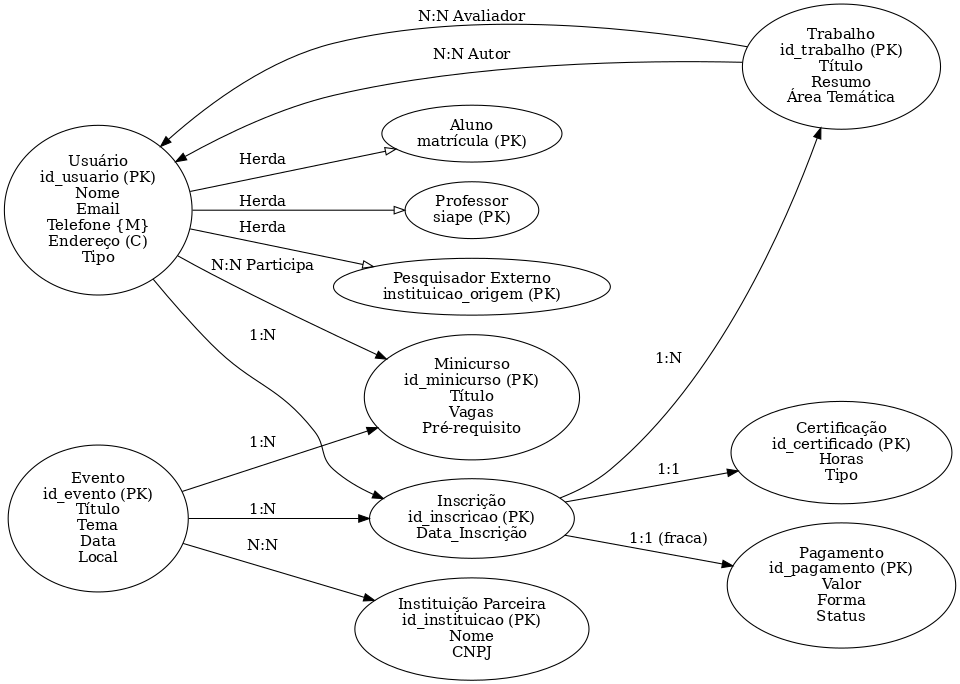 N:N Avaliador
N:N Autor
Trabalho
id_trabalho (PK)
Título
Resumo
Área Temática
Usuário
id_usuario (PK)
Nome
Email
Telefone {M}
Endereço (C)
Tipo
Herda
Aluno
matrícula (PK)
Herda
Professor
siape (PK)
Herda
Pesquisador Externo
instituicao_origem (PK)
N:N Participa
1:N
Minicurso
id_minicurso (PK)
Título
Vagas
Pré-requisito
1:N
Evento
id_evento (PK)
Título
Tema
Data
Local
1:N
1:N
Inscrição
id_inscricao (PK)
Data_Inscrição
1:1
Certificação
id_certificado (PK)
Horas
Tipo
1:1 (fraca)
Pagamento
id_pagamento (PK)
Valor
Forma
Status
N:N
Instituição Parceira
id_instituicao (PK)
Nome
CNPJ